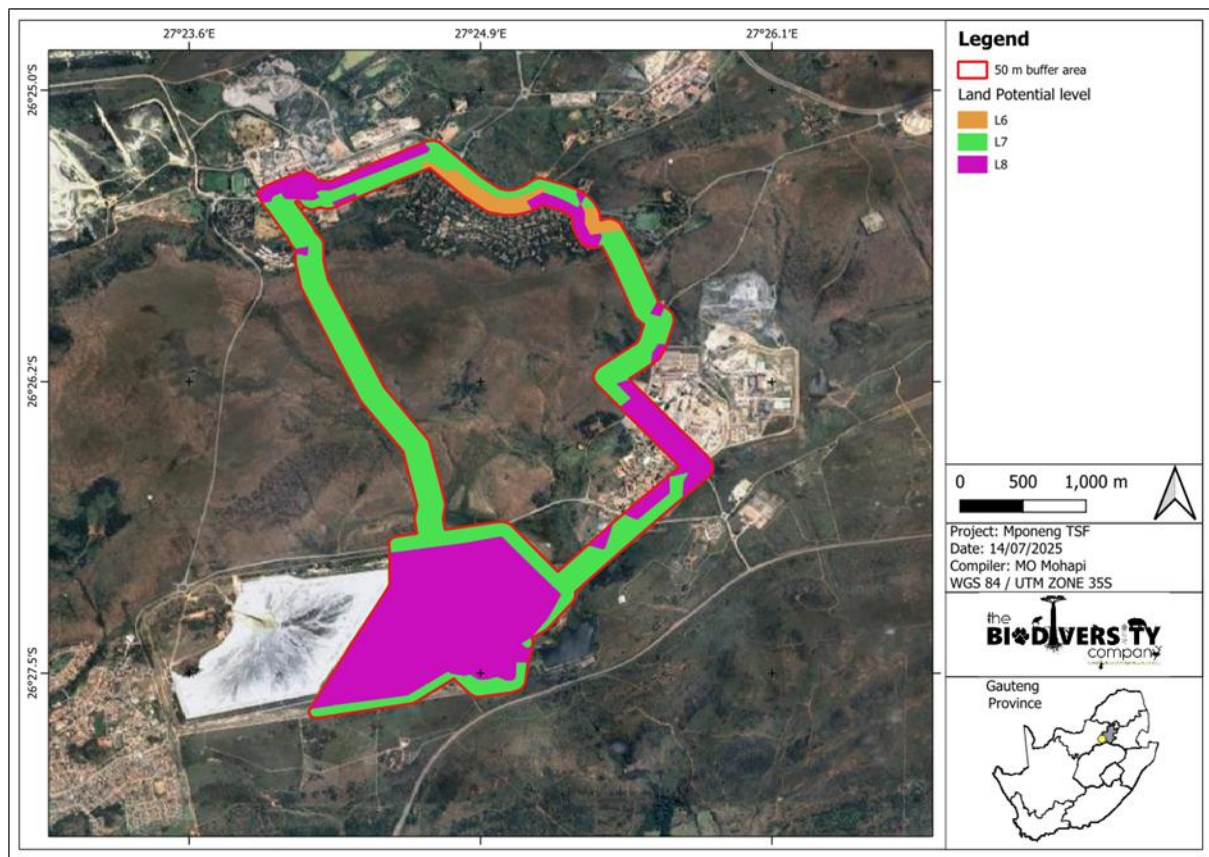 27°23.6'E
27°24.9'E
27°26.1'E
26°25.0'S
26°26.2'S
26°27.5'S
Legend
50 m buffer area
Land Potential level
L6
L7
L8
0 500 1,000 m
Project: Mponeng TSF
Date: 14/07/2025
Compiler: MO Mohapi
WGS 84 / UTM ZONE 35S
the
BIODIVERSITY
company
Gauteng
Province